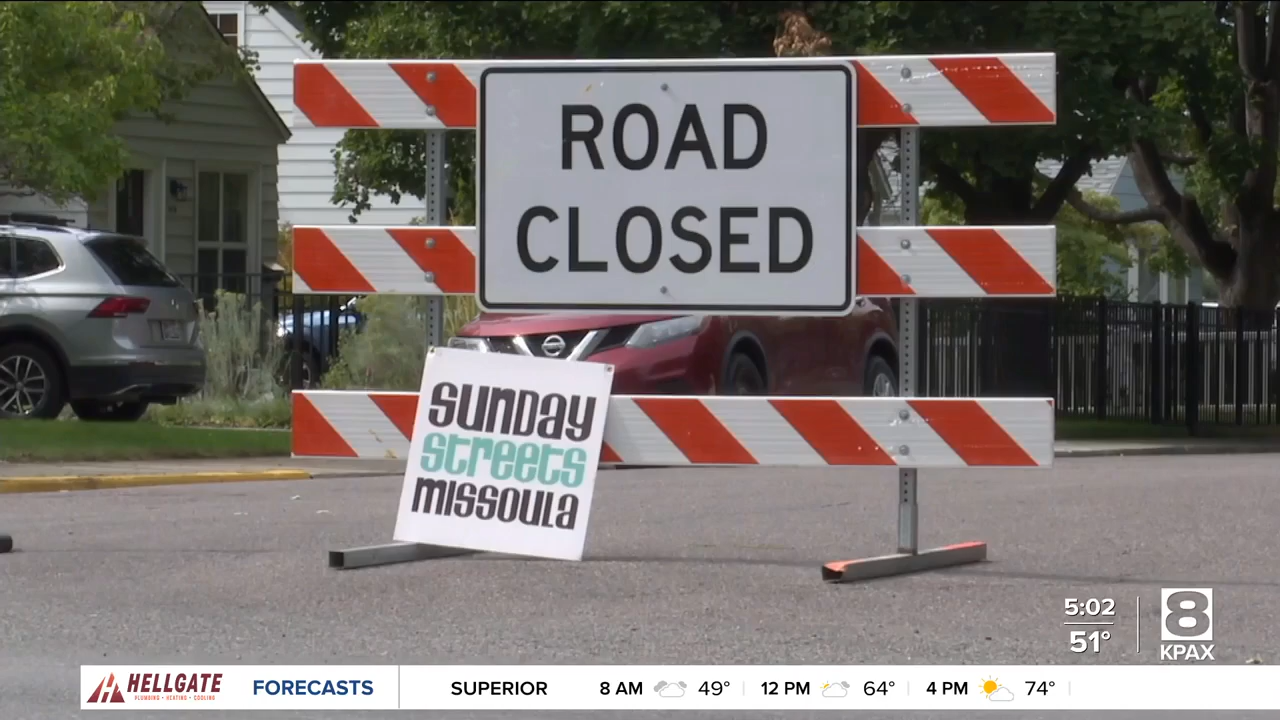 ROAD
CLOSED
SUNDAY
STREETS
MISSOULA
5:02
51°
8
KPAX
HELLGATE
PLUMBING • HEATING • COOLING
FORECASTS
SUPERIOR
8 AM 49° 12 PM 64° 4 PM 74°